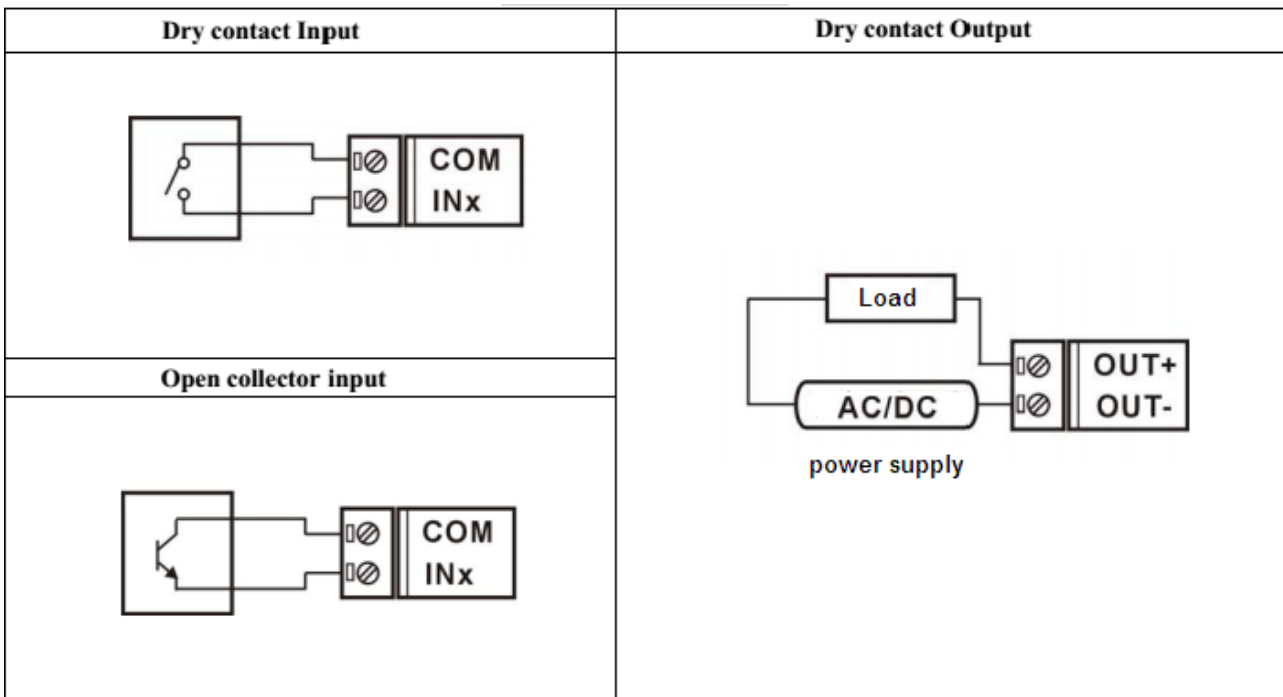 Dry contact Input
COM
INx
Open collector input
COM
INx
Dry contact Output
Load
OUT+
AC/DC
OUT-
power supply